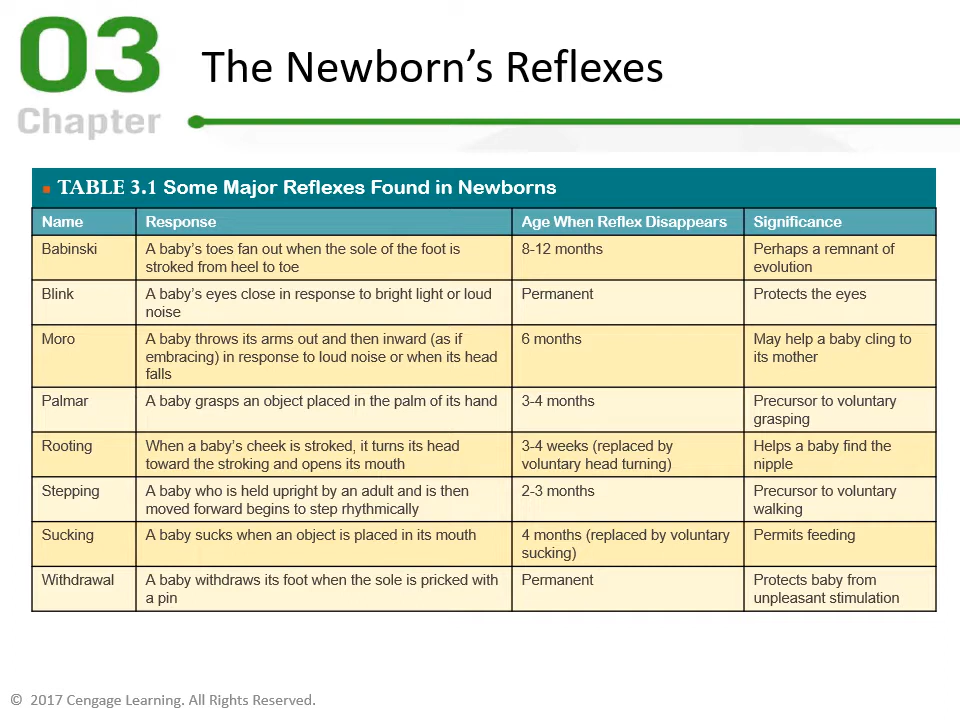 03
Chapter
The Newborn’s Reflexes
▪ TABLE 3.1 Some Major Reflexes Found in Newborns
Name Response Age When Reflex Disappears Significance
Babinski A baby’s toes fan out when the sole of the foot is 8-12 months Perhaps a remnant of
stroked from heel to toe evolution
Blink A baby’s eyes close in response to bright light or loud Permanent Protects the eyes
noise
Moro A baby throws its arms out and then inward (as if 6 months May help a baby cling to
embracing) in response to loud noise or when its head its mother
falls
Palmar A baby grasps an object placed in the palm of its hand 3-4 months Precursor to voluntary
grasping
Rooting When a baby’s cheek is stroked, it turns its head 3-4 weeks (replaced by Helps a baby find the
toward the stroking and opens its mouth voluntary head turning) nipple
Stepping A baby who is held upright by an adult and is then 2-3 months Precursor to voluntary
moved forward begins to step rhythmically walking
Sucking A baby sucks when an object is placed in its mouth 4 months (replaced by voluntary Permits feeding
sucking)
Withdrawal A baby withdraws its foot when the sole is pricked with Permanent Protects baby from
a pin unpleasant stimulation
© 2017 Cengage Learning. All Rights Reserved.